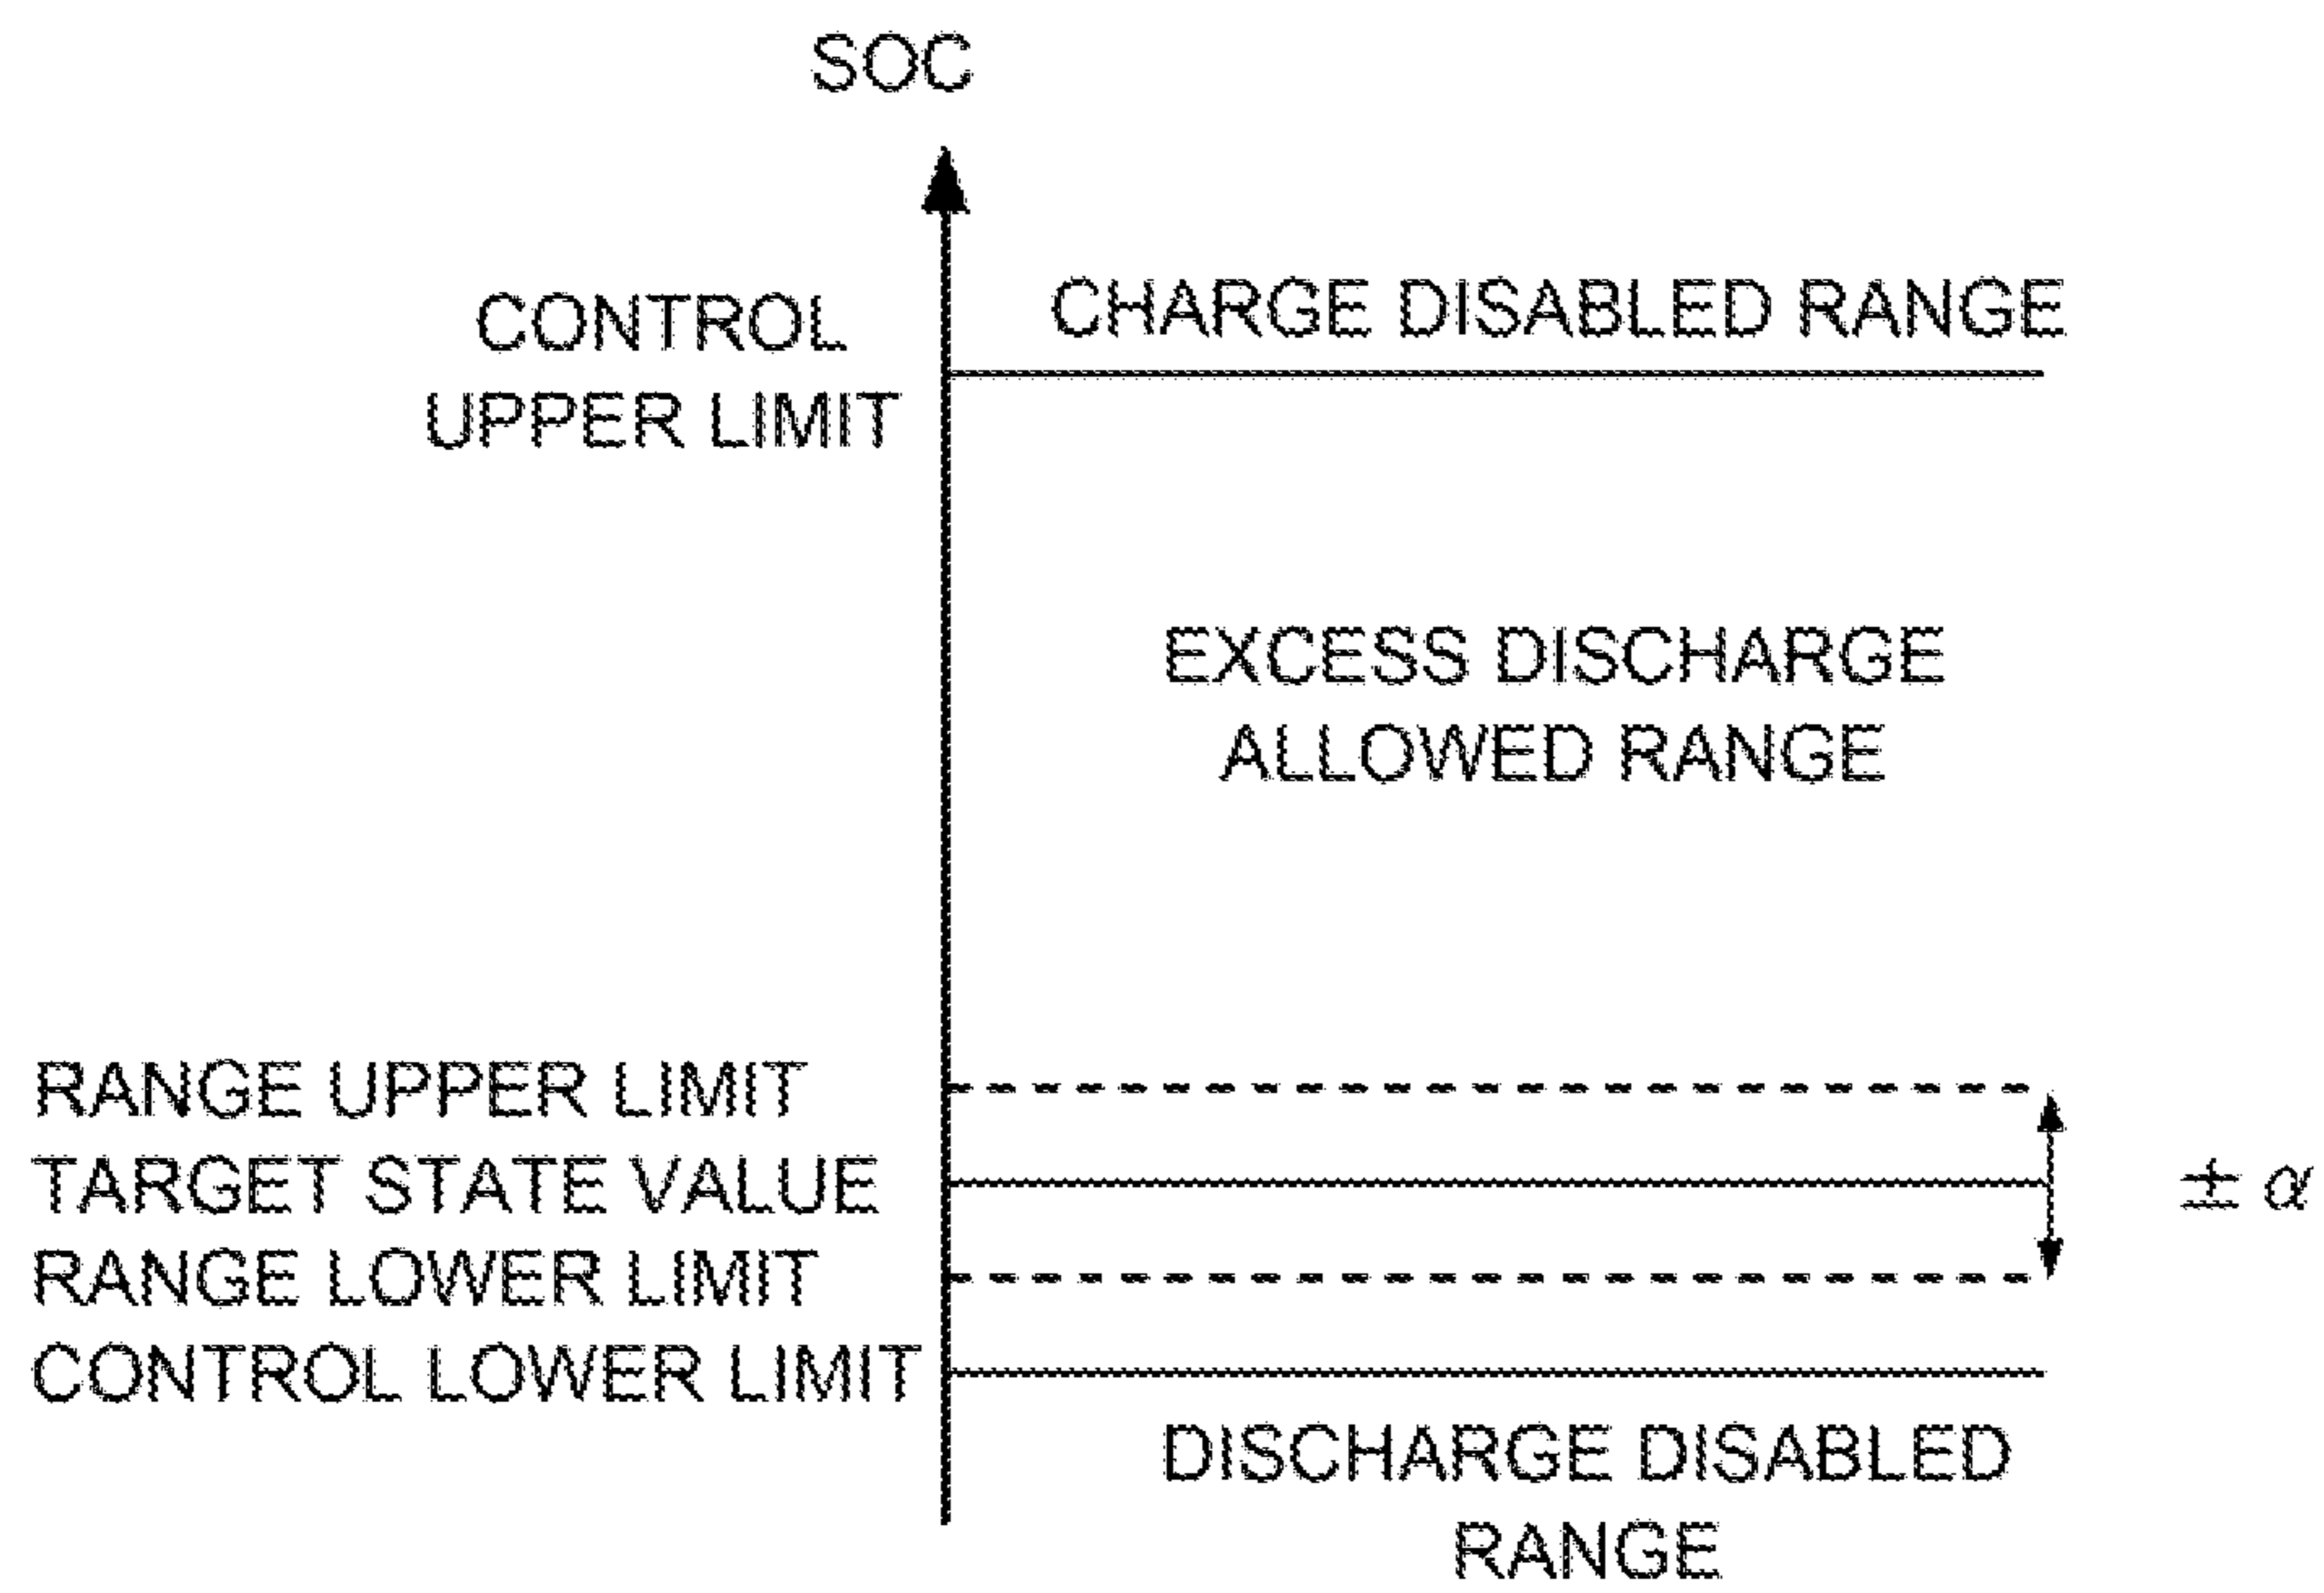 SOC
CONTROL
UPPER LIMIT
CHARGE DISABLED RANGE
EXCESS DISCHARGE
ALLOWED RANGE
RANGE UPPER LIMIT
TARGET STATE VALUE
RANGE LOWER LIMIT
CONTROL LOWER LIMIT
± α
DISCHARGE DISABLED
RANGE